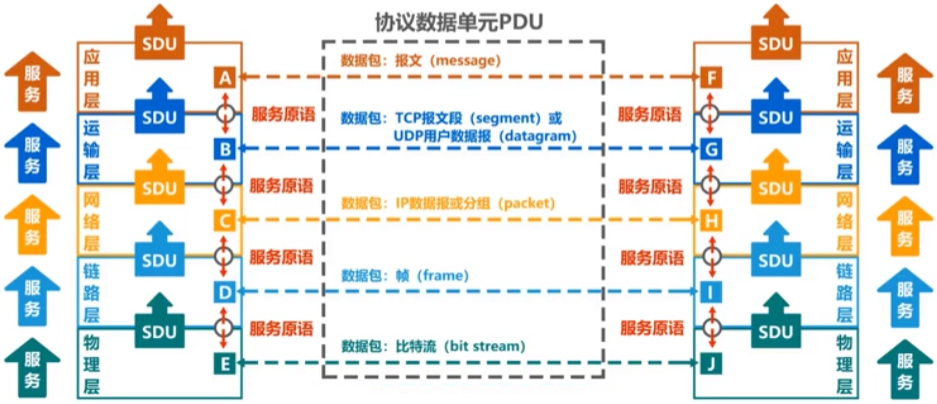 协议数据单元PDU
服务
应用层
SDU
A
数据包：报文（message）
F
SDU
应用层
服务
服务原语
服务原语
服务
运输层
SDU
B
数据包：TCP报文段（segment）或
UDP用户数据报（datagram）
G
SDU
运输层
服务
服务原语
服务原语
服务
网络层
SDU
C
数据包：IP数据报或分组（packet）
H
SDU
网络层
服务
服务原语
服务原语
服务
链路层
SDU
D
数据包：帧（frame）
I
SDU
链路层
服务
服务原语
服务原语
服务
物理层
SDU
E
数据包：比特流（bit stream）
J
SDU
物理层
服务